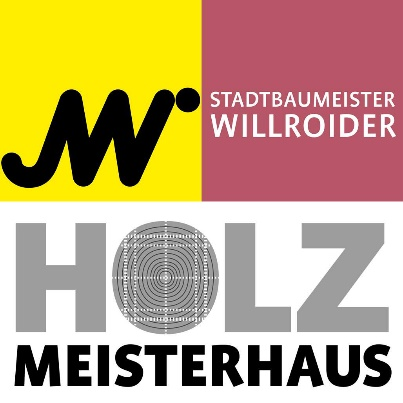 JW
STADTBAUMEISTER
WILLROIDER
HOLZ
MEISTERHAUS